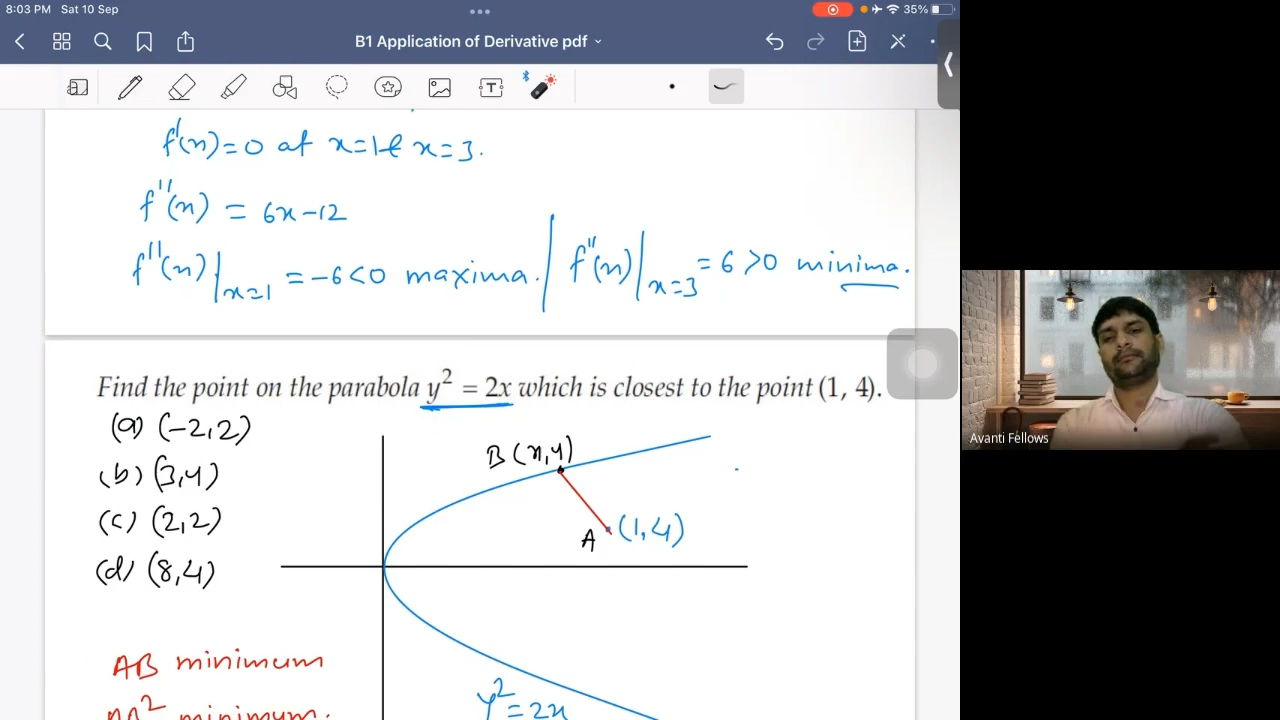 8:03 PM Sat 10 Sep
35%
B1 Application of Derivative pdf
T
f'(x)=0 at x=1 & x=3.
f''(x) = 6x-12
f''(x)|x=1 = -6<0 maxima. | f''(x)|x=3 = 6>0 minima.
Find the point on the parabola y² = 2x which is closest to the point (1, 4).
(a) (-2,2)
(b) (3,4)
(c) (2,2)
(d) (8,4)
B(x,y)
A (1,4)
Avanti Fellows
AB minimum
minimum.
y²=2x